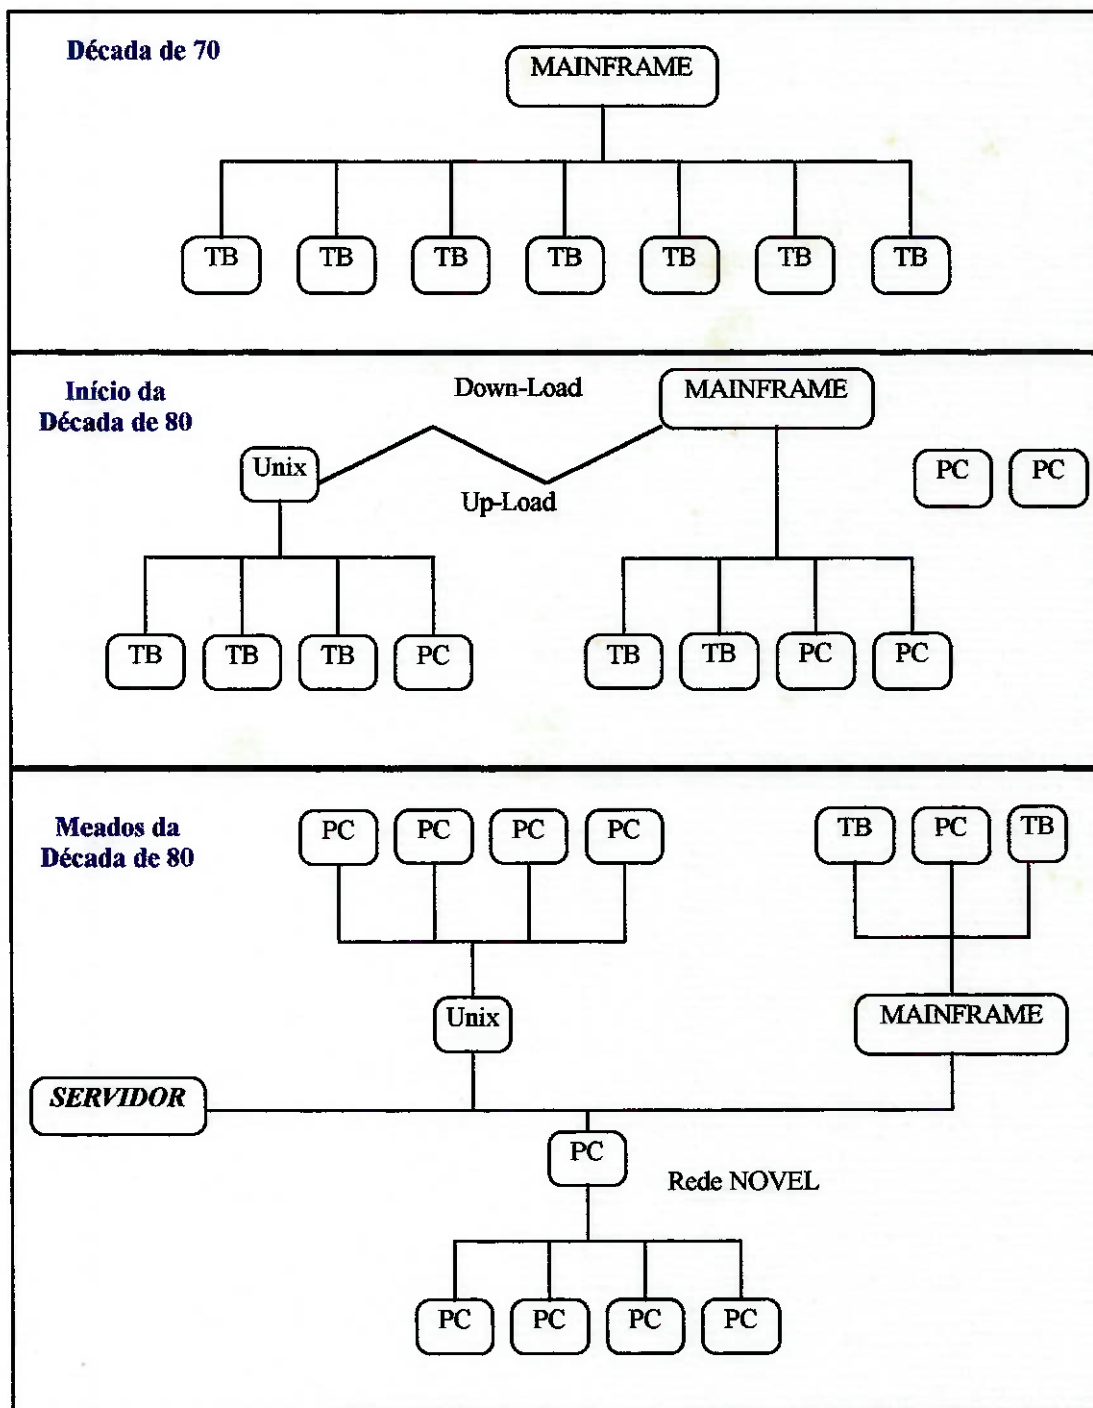 Década de 70
MAINFRAME
TB TB TB TB TB TB TB
Início da
Década de 80
Down-Load
MAINFRAME
Unix
Up-Load
PC PC
TB TB TB PC
TB TB PC PC
Meados da
Década de 80
PC PC PC PC
TB PC TB
Unix
MAINFRAME
SERVIDOR
PC
Rede NOVEL
PC PC PC PC